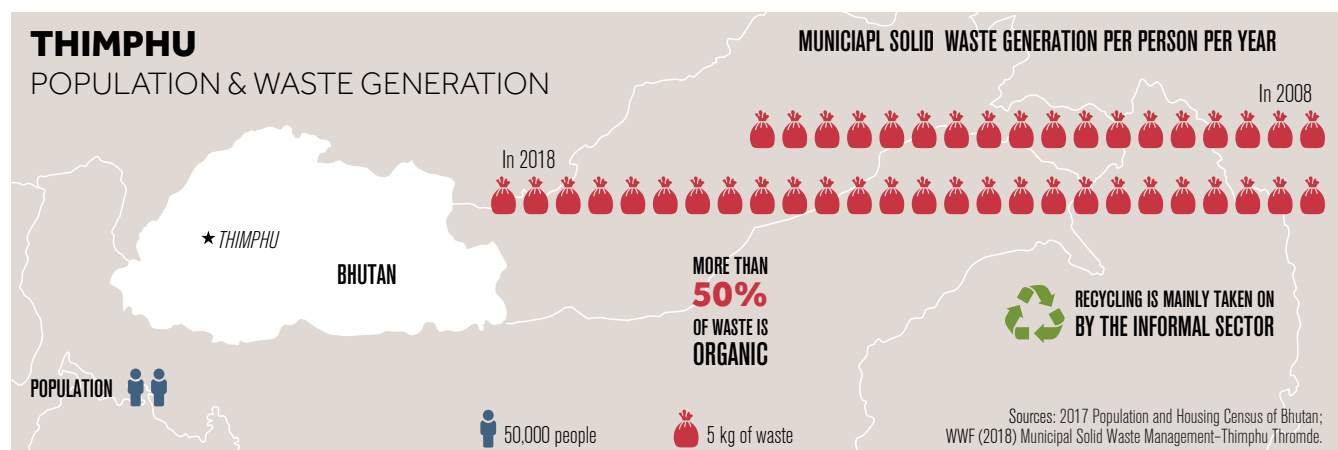 THIMPHU
POPULATION & WASTE GENERATION
MUNICIAPL SOLID WASTE GENERATION PER PERSON PER YEAR
In 2008
In 2018
THIMPHU
BHUTAN
MORE THAN
50%
OF WASTE IS
ORGANIC
RECYCLING IS MAINLY TAKEN ON
BY THE INFORMAL SECTOR
POPULATION
50,000 people
5 kg of waste
Sources: 2017 Population and Housing Census of Bhutan;
WWF (2018) Municipal Solid Waste Management–Thimphu Thromde.